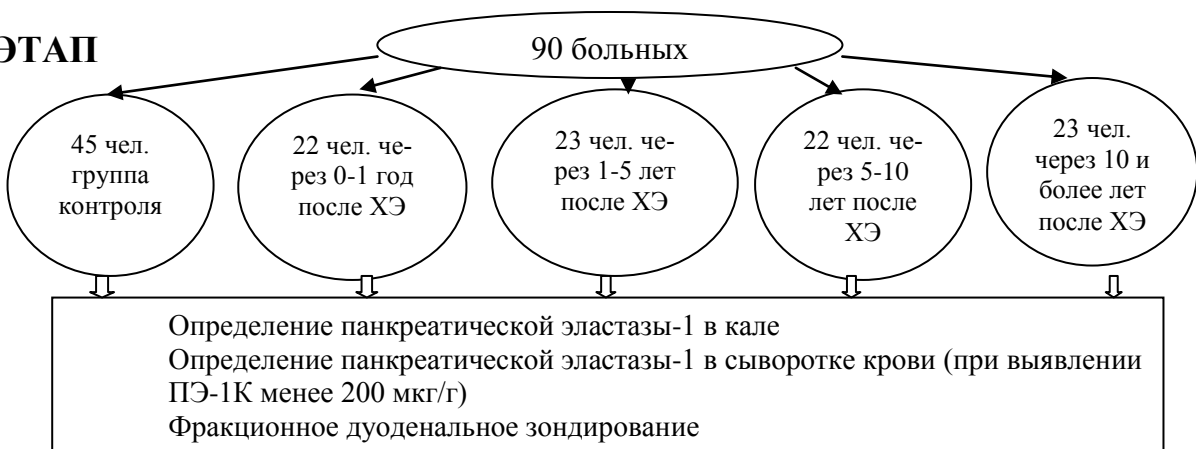 ЭТАП
90 больных
45 чел.
группа
контроля
22 чел. че-
рез 0-1 год
после ХЭ
23 чел. че-
рез 1-5 лет
после ХЭ
22 чел. че-
рез 5-10
лет после
ХЭ
23 чел.
через 10 и
более лет
после ХЭ
Определение панкреатической эластазы-1 в кале
Определение панкреатической эластазы-1 в сыворотке крови (при выявлении
ПЭ-1К менее 200 мкг/г)
Фракционное дуоденальное зондирование